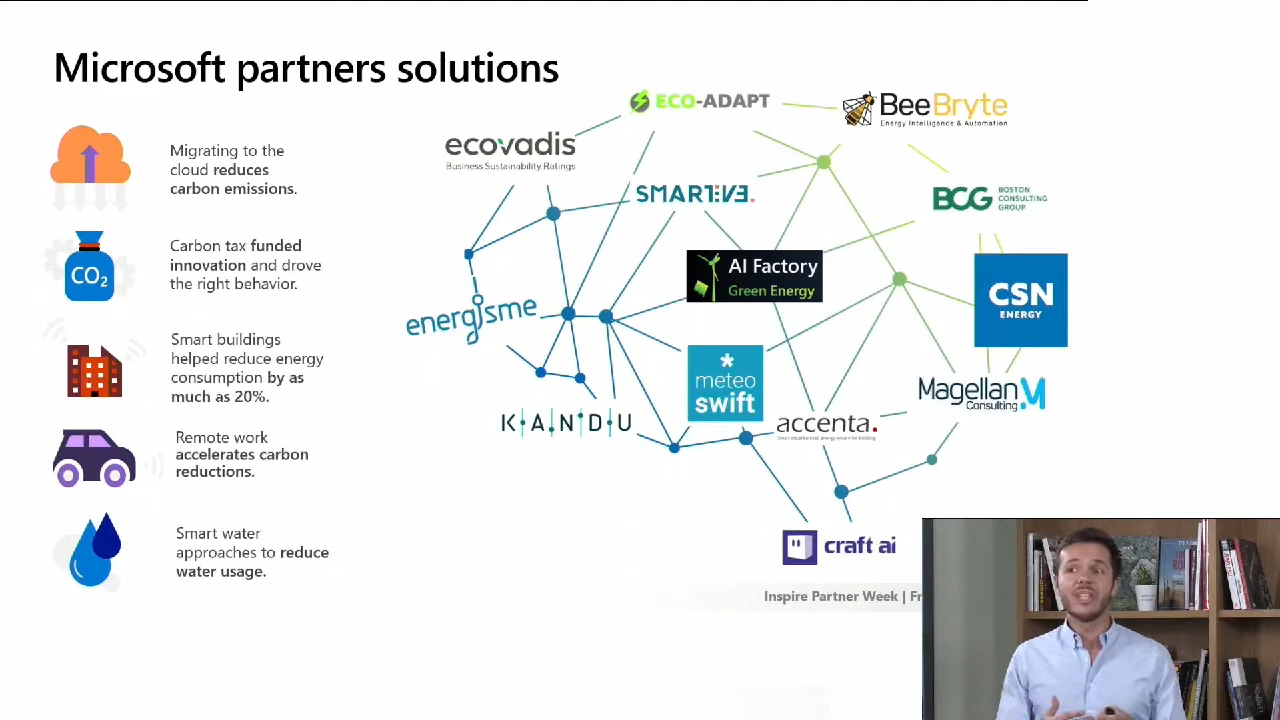 Microsoft partners solutions
Migrating to the
cloud reduces
carbon emissions.
CO₂
Carbon tax funded
innovation and drove
the right behavior.
Smart buildings
helped reduce energy
consumption by as
much as 20%.
Remote work
accelerates carbon
reductions.
Smart water
approaches to reduce
water usage.
ECO-ADAPT
BeeBryte
Energy Intelligence & Automation
ecovadis
Business Sustainability Ratings
SMARTEVE.
BCG
BOSTON
CONSULTING
GROUP
AI Factory
Green Energy
CSN
ENERGY
energisme
meteo
swift
Magellan
Consulting
KANDU
accenta.
craft ai
Inspire Partner Week | Fr